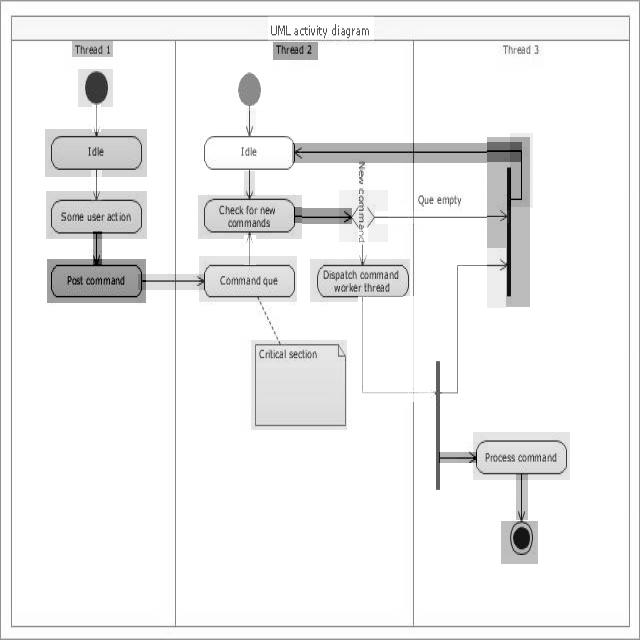 UML activity diagram
Thread 1
Thread 2
Thread 3
Idle
Idle
New command
Some user action
Check for new
commands
Que empty
Post command
Command que
Dispatch command
worker thread
Critical section
Process command